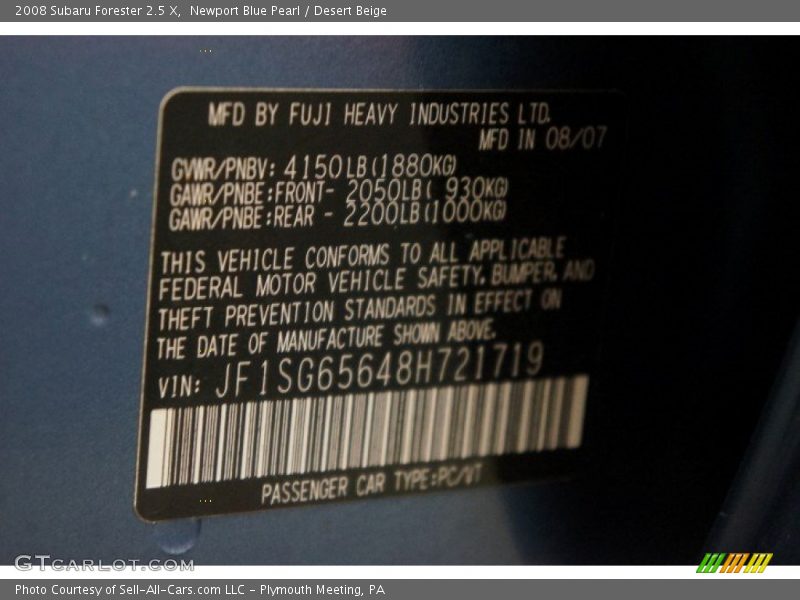 2008 Subaru Forester 2.5 X, Newport Blue Pearl / Desert Beige
MFD BY FUJI HEAVY INDUSTRIES LTD.
MFD IN 08/07
GVWR/PNBV: 4150LB(1880KG)
GAWR/PNBE:FRONT- 2050LB( 930KG)
GAWR/PNBE:REAR - 2200LB(1000KG)
THIS VEHICLE CONFORMS TO ALL APPLICABLE
FEDERAL MOTOR VEHICLE SAFETY, BUMPER, AND
THEFT PREVENTION STANDARDS IN EFFECT ON
THE DATE OF MANUFACTURE SHOWN ABOVE.
VIN: JF1SG65648H721719
PASSENGER CAR TYPE:PC/VT
GTcarlot.com
Photo Courtesy of Sell-All-Cars.com LLC - Plymouth Meeting, PA